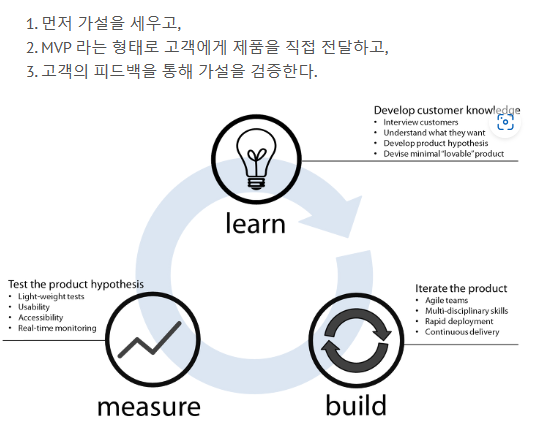 1. 먼저 가설을 세우고,
2. MVP 라는 형태로 고객에게 제품을 직접 전달하고,
3. 고객의 피드백을 통해 가설을 검증한다.
Develop customer knowledge
• Interview customers
• Understand what they want
• Develop product hypothesis
• Devise minimal "lovable" product
learn
Test the product hypothesis
• Light-weight tests
• Usability
• Accessibility
• Real-time monitoring
measure
Iterate the product
• Agile teams
• Multi-disciplinary skills
• Rapid deployment
• Continuous delivery
build